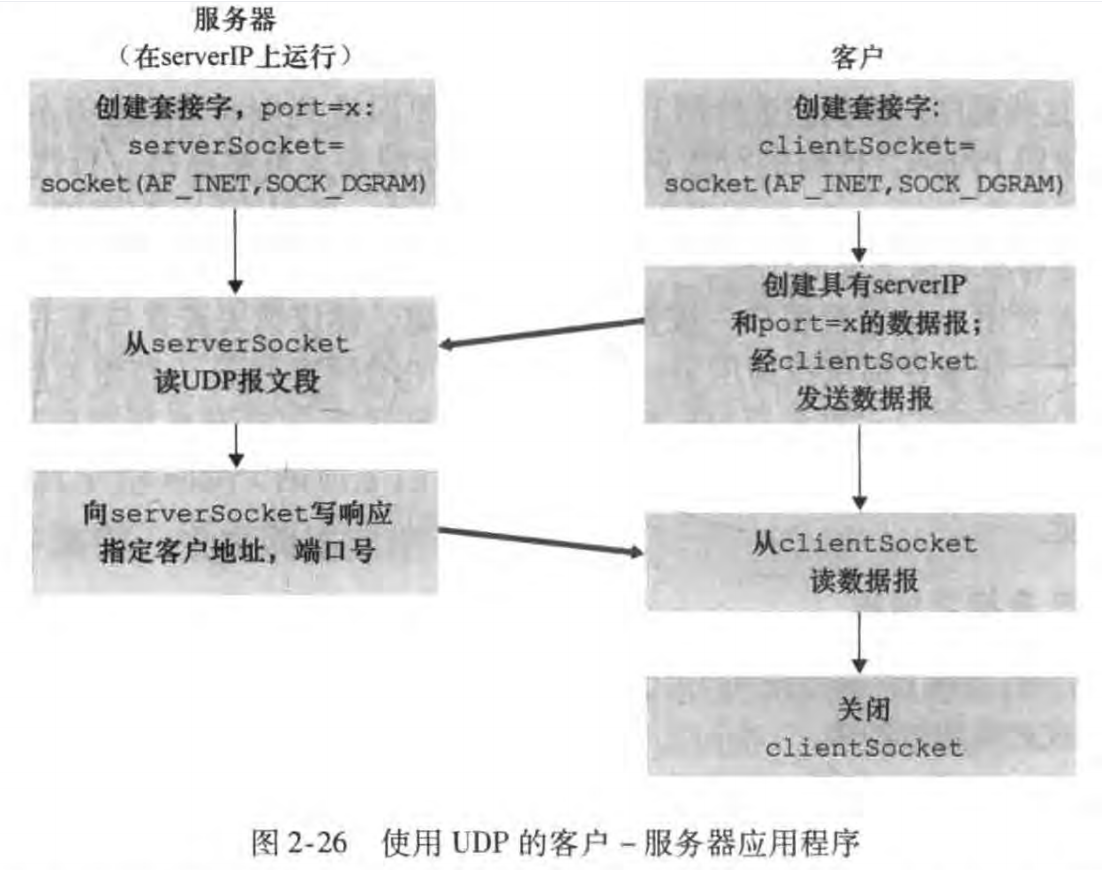 服务器
（在serverIP上运行）
创建套接字，port=x:
serverSocket=
socket(AF_INET,SOCK_DGRAM)
从serverSocket
读UDP报文段
向serverSocket写响应
指定客户地址，端口号
客户
创建套接字:
clientSocket=
socket(AF_INET,SOCK_DGRAM)
创建具有serverIP
和port=x的数据报；
经clientSocket
发送数据报
从clientSocket
读数据报
关闭
clientSocket
图 2-26 使用 UDP 的客户－服务器应用程序